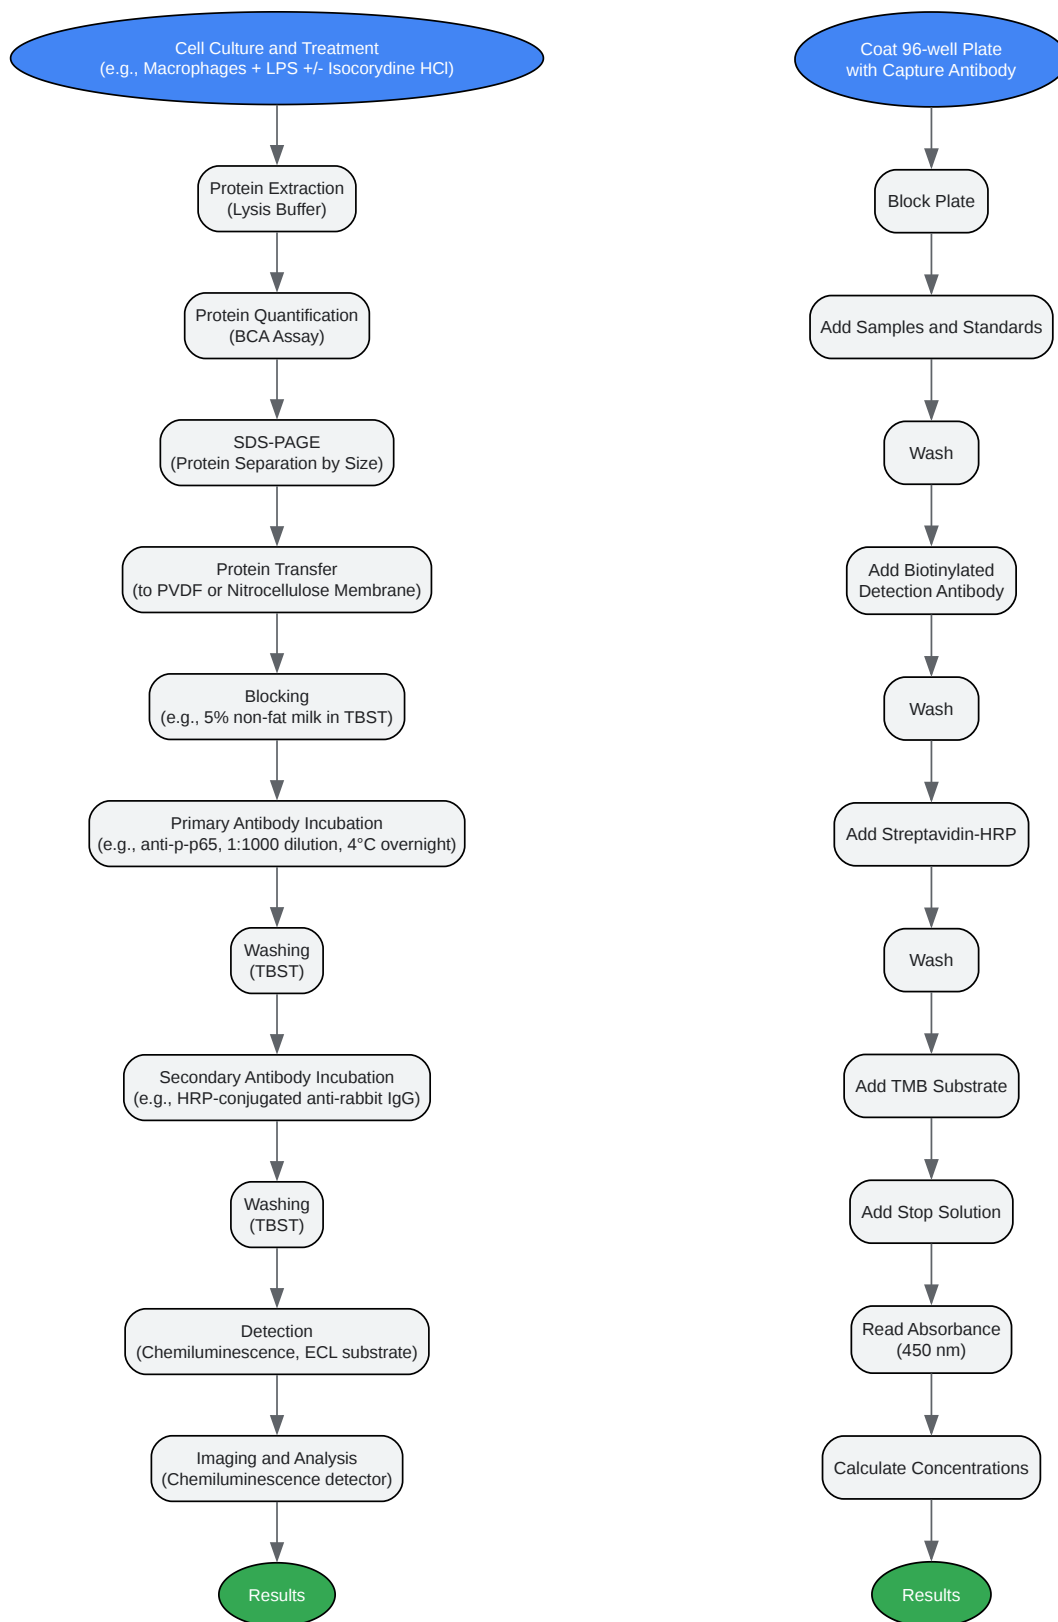 Cell Culture and Treatment
(e.g., Macrophages + LPS +/- Isocorydine HCl)
Protein Extraction
(Lysis Buffer)
Protein Quantification
(BCA Assay)
SDS-PAGE
(Protein Separation by Size)
Protein Transfer
(to PVDF or Nitrocellulose Membrane)
Blocking
(e.g., 5% non-fat milk in TBST)
Primary Antibody Incubation
(e.g., anti-p-p65, 1:1000 dilution, 4°C overnight)
Washing
(TBST)
Secondary Antibody Incubation
(e.g., HRP-conjugated anti-rabbit IgG)
Washing
(TBST)
Detection
(Chemiluminescence, ECL substrate)
Imaging and Analysis
(Chemiluminescence detector)
Results
Coat 96-well Plate
with Capture Antibody
Block Plate
Add Samples and Standards
Wash
Add Biotinylated
Detection Antibody
Wash
Add Streptavidin-HRP
Wash
Add TMB Substrate
Add Stop Solution
Read Absorbance
(450 nm)
Calculate Concentrations
Results